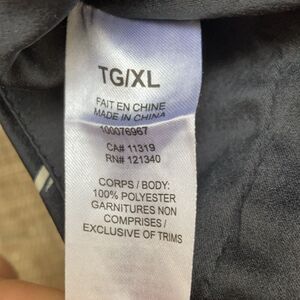 TG/XL
FAIT EN CHINE
MADE IN CHINA
100076967
CA# 11319
RN# 121340
CORPS / BODY:
100% POLYESTER
GARNITURES NON
COMPRISES /
EXCLUSIVE OF TRIMS